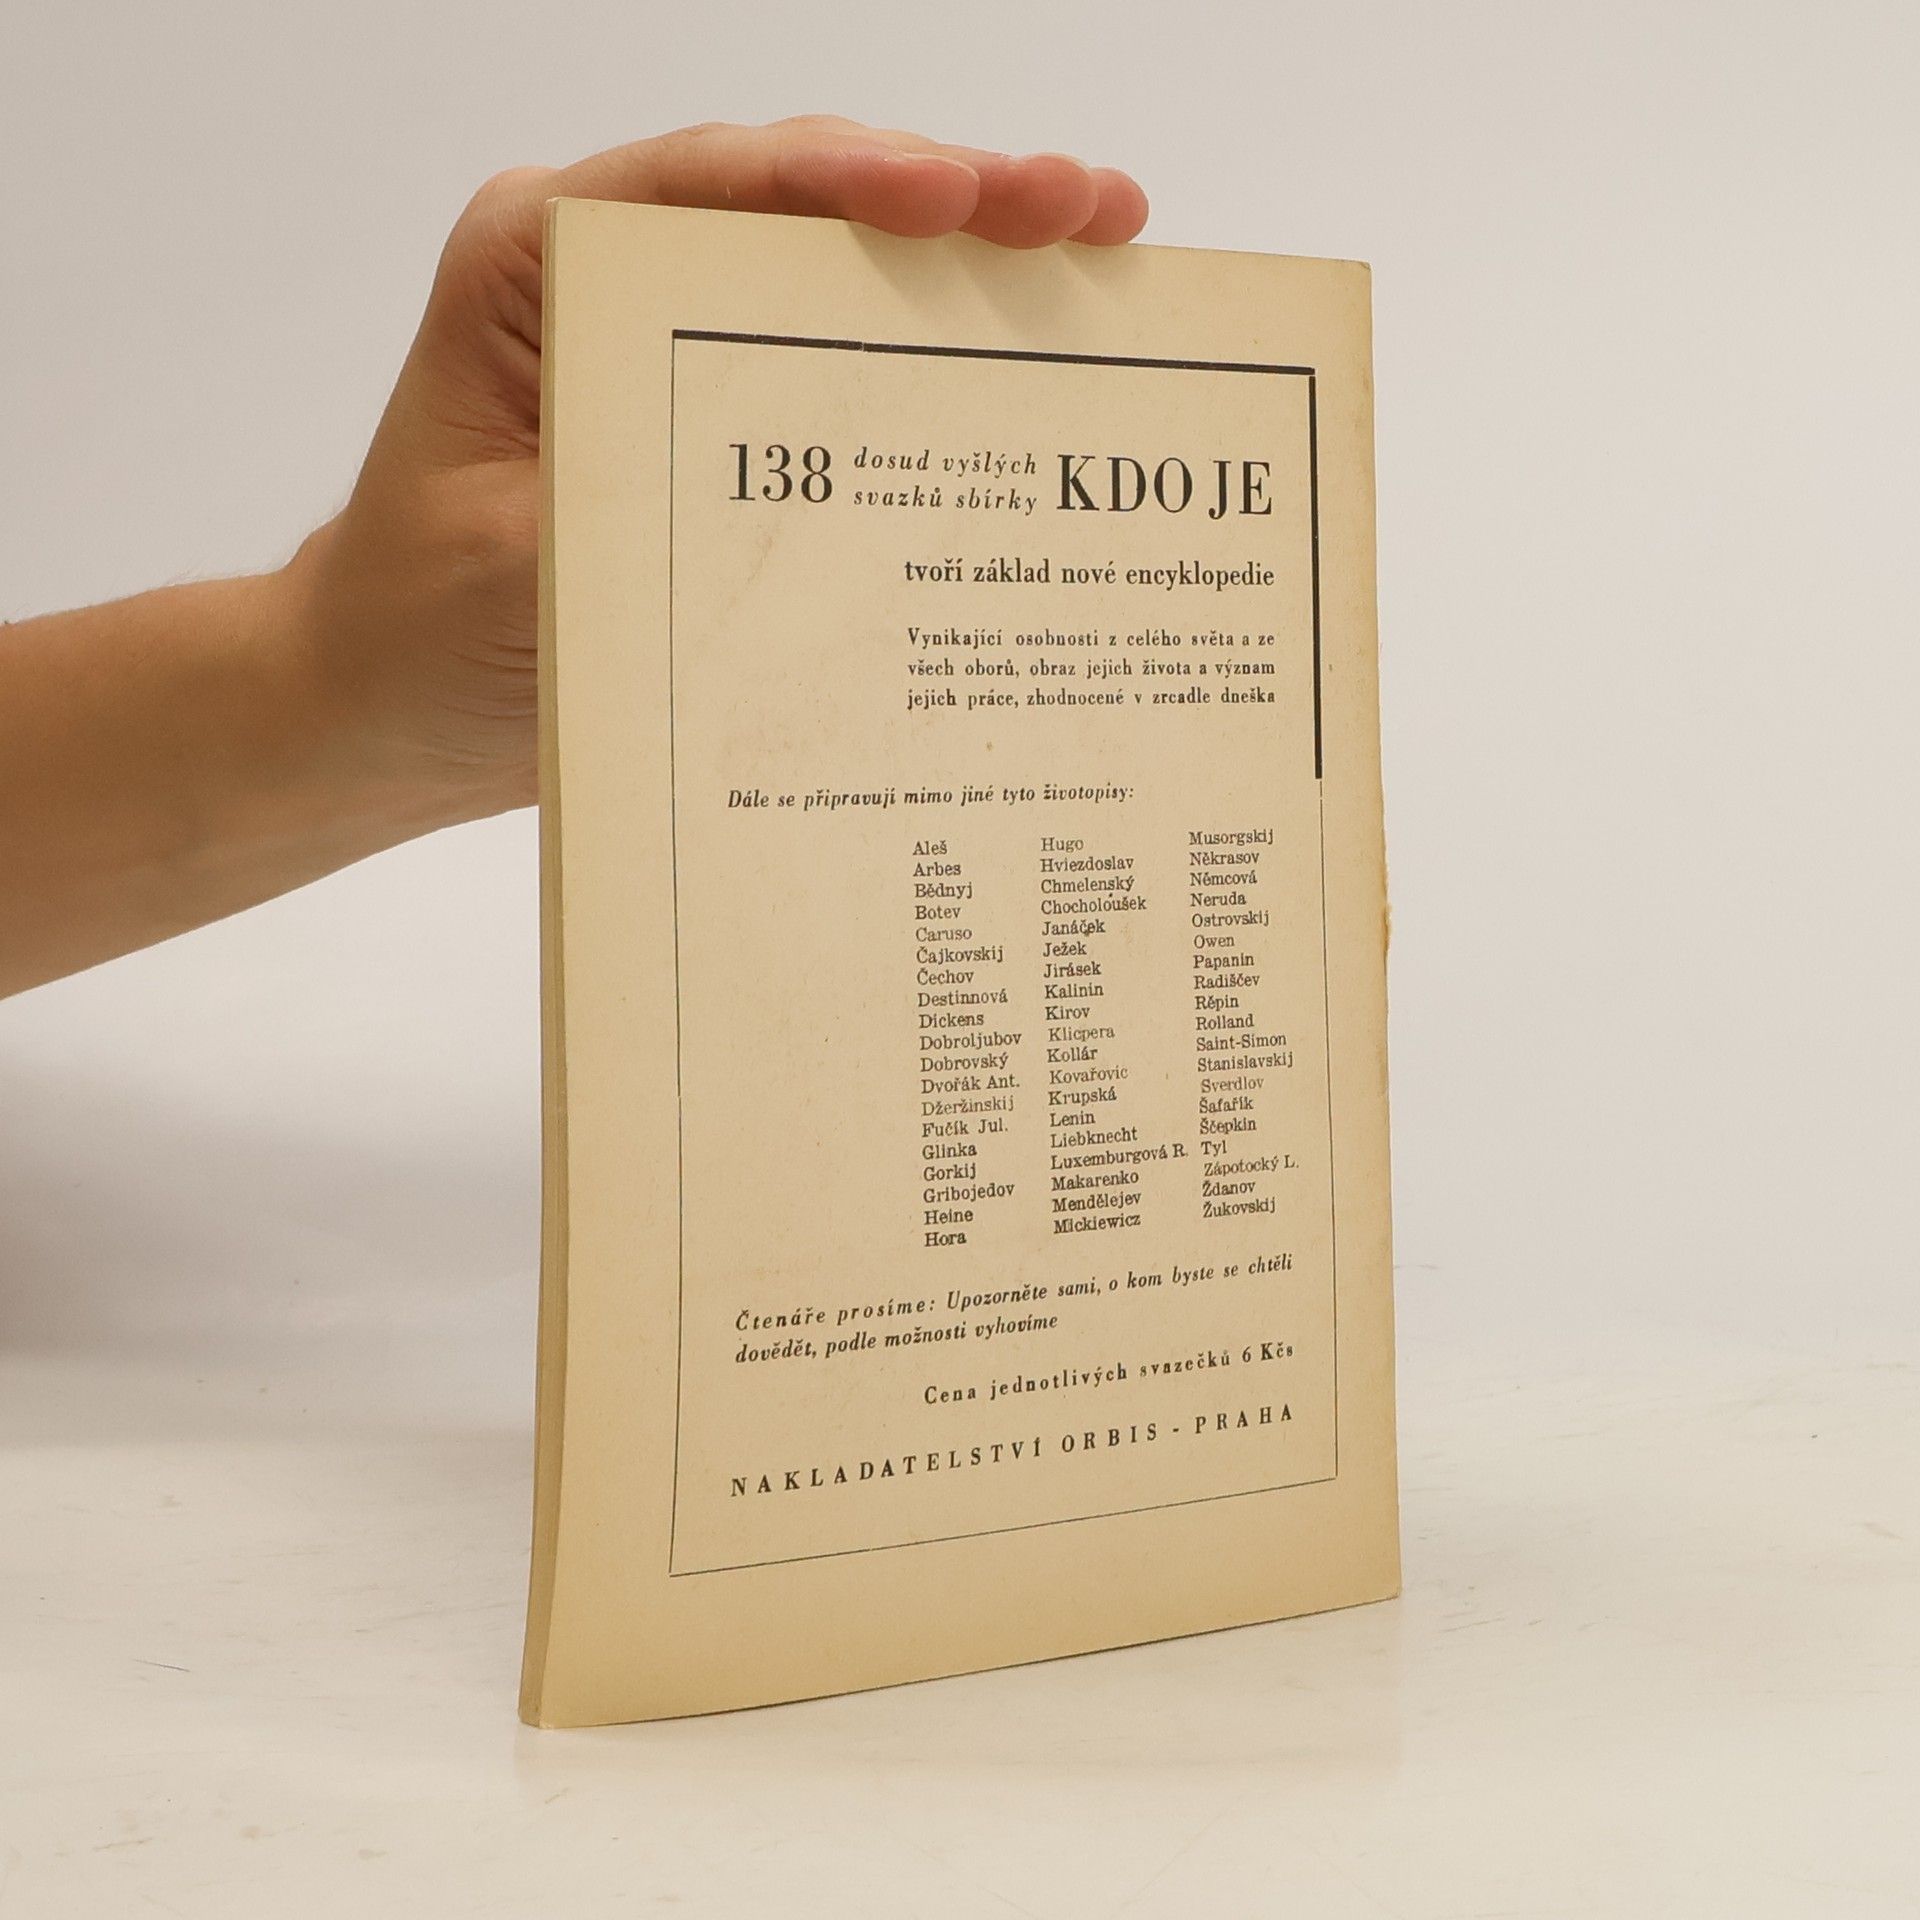 138 dosud vyšlých svazků sbírky KDO JE
tvoří základ nové encyklopedie
Vynikající osobnosti z celého světa a ze
všech oborů, obraz jejich života a význam
jejich práce, zhodnocené v zrcadle dneška
Dále se připravují mimo jiné tyto životopisy:
Aleš
Arbes
Bědnyj
Botev
Caruso
Čajkovskij
Čechov
Destinnová
Dickens
Dobroljubov
Dobrovský
Dvořák Ant.
Džeržinskij
Fučík Jul.
Glinka
Gorkij
Gribojedov
Heine
Hora
Hugo
Hviezdoslav
Chmelenský
Chocholoušek
Janáček
Ježek
Jirásek
Kalinin
Kirov
Klicpera
Kollár
Kovařovic
Krupská
Lenin
Liebknecht
Luxemburgová R.
Makarenko
Mendělejev
Mickiewicz
Musorgskij
Někrasov
Němcová
Neruda
Ostrovskij
Owen
Papanin
Radiščev
Rěpin
Rolland
Saint-Simon
Stanislavskij
Sverdlov
Šafařík
Ščepkin
Tyl
Zápotocký L.
Ždanov
Žukovskij
Čtenáře prosíme: Upozorněte sami, o kom byste se chtěli
dovědět, podle možnosti vyhovíme
Cena jednotlivých svazečků 6 Kčs
NAKLADATELSTVÍ ORBIS - PRAHA